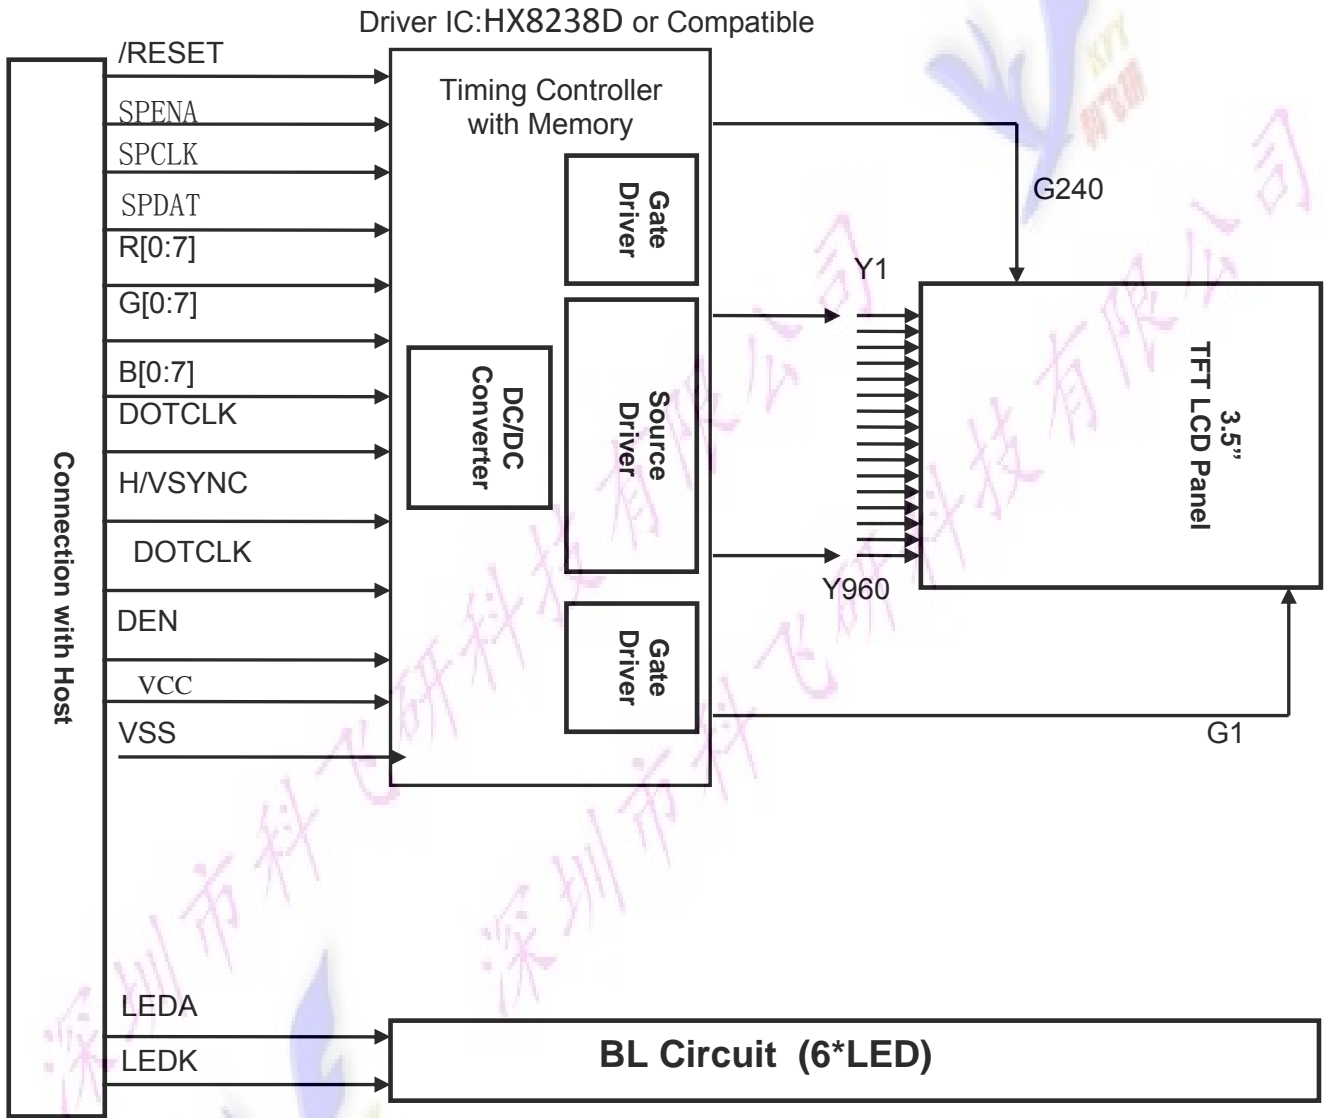 Driver IC:HX8238D or Compatible
/RESET
SPENA
SPCLK
SPDAT
R[0:7]
G[0:7]
B[0:7]
DOTCLK
H/VSYNC
DOTCLK
DEN
VCC
VSS
Connection with Host
Timing Controller
with Memory
Gate
Driver
DC/DC
Converter
Source
Driver
Gate
Driver
G240
Y1
Y960
3.5”
TFT LCD Panel
G1
LEDA
LEDK
BL Circuit (6*LED)
KFY
科飞研
深圳市科飞研科技有限公司
深圳市科飞研科技有限公司